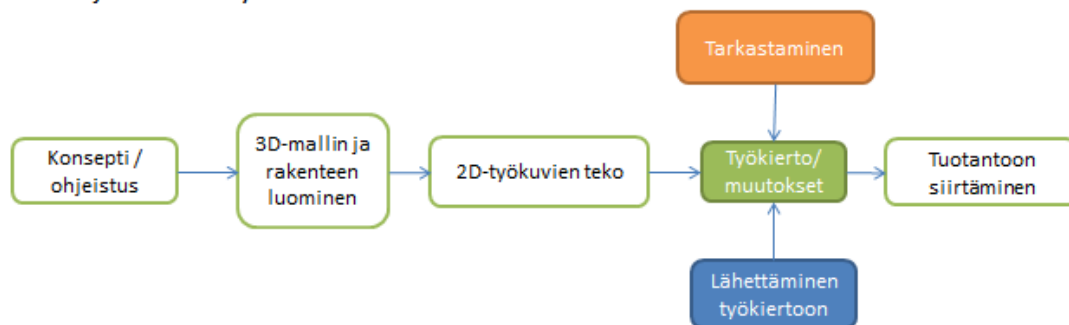 Tarkastaminen
Konsepti /
ohjeistus
3D-mallin ja
rakenteen
luominen
2D-työkuvien teko
Työkierto/
muutokset
Tuotantoon
siirtäminen
Lähettäminen
työkiertoon